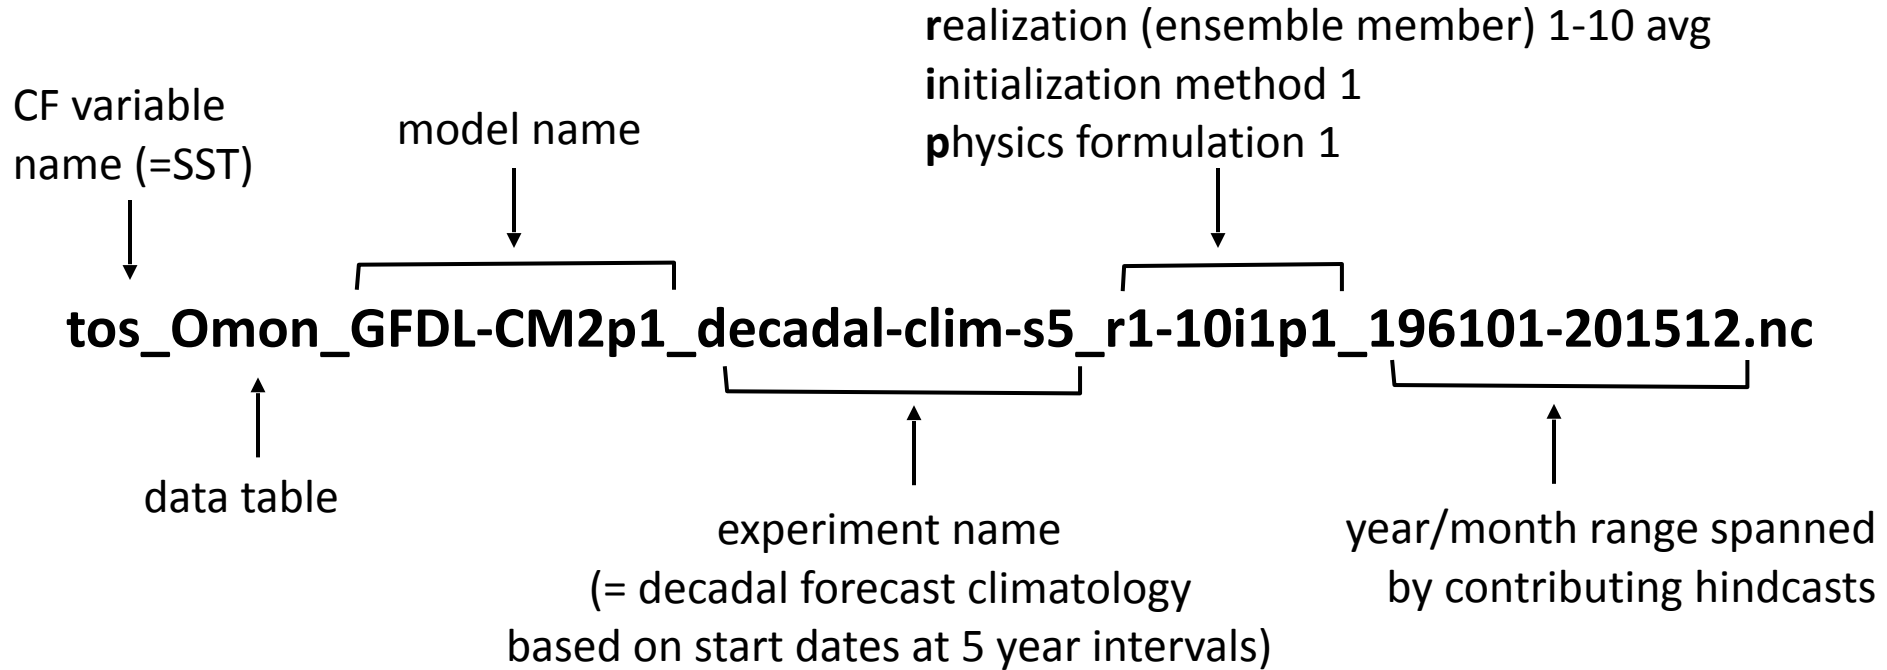 realization (ensemble member) 1-10 avg
initialization method 1
physics formulation 1
CF variable
name (=SST)
model name
tos_Omon_GFDL-CM2p1_decadal-clim-s5_r1-10i1p1_196101-201512.nc
data table
experiment name
(= decadal forecast climatology
based on start dates at 5 year intervals)
year/month range spanned
by contributing hindcasts